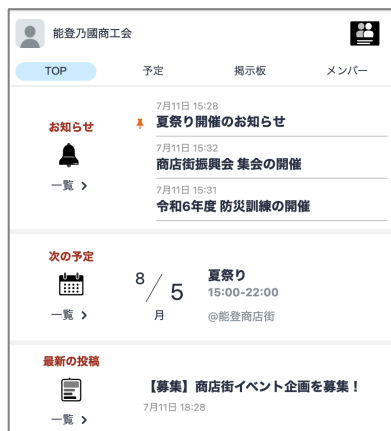 能登乃國商工会
TOP 予定 掲示板 メンバー
お知らせ
一覧 >
7月11日 15:28
夏祭り開催のお知らせ
7月11日 15:32
商店街振興会 集会の開催
7月11日 15:31
令和6年度 防災訓練の開催
次の予定
一覧 >
8/5
月
夏祭り
15:00-22:00
@能登商店街
最新の投稿
一覧 >
【募集】商店街イベント企画を募集！
7月11日 18:28